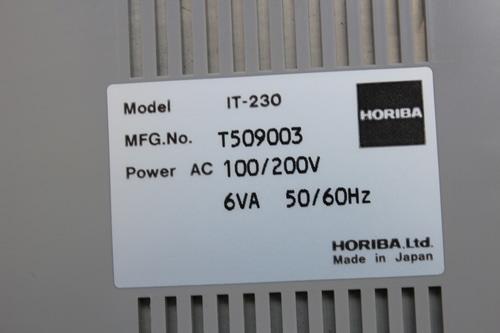 Model IT-230
HORIBA
MFG.No. T509003
Power AC 100/200V
6VA 50/60Hz
HORIBA,Ltd.
Made in Japan